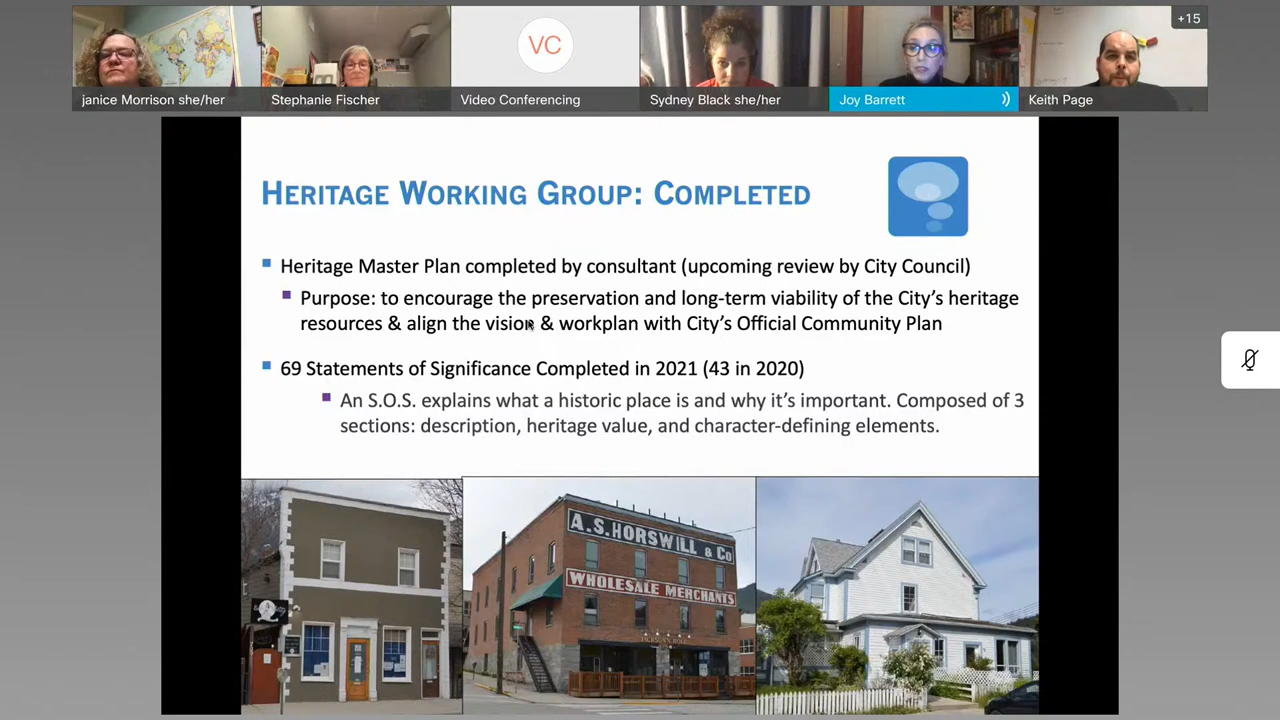 +15
VC
janice Morrison she/her
Stephanie Fischer
Video Conferencing
Sydney Black she/her
Joy Barrett
Keith Page
HERITAGE WORKING GROUP: COMPLETED
Heritage Master Plan completed by consultant (upcoming review by City Council)
Purpose: to encourage the preservation and long-term viability of the City's heritage
resources & align the vision & workplan with City's Official Community Plan
69 Statements of Significance Completed in 2021 (43 in 2020)
An S.O.S. explains what a historic place is and why it's important. Composed of 3
sections: description, heritage value, and character-defining elements.
A.S. HORSWILL & Co
WHOLESALE MERCHANTS